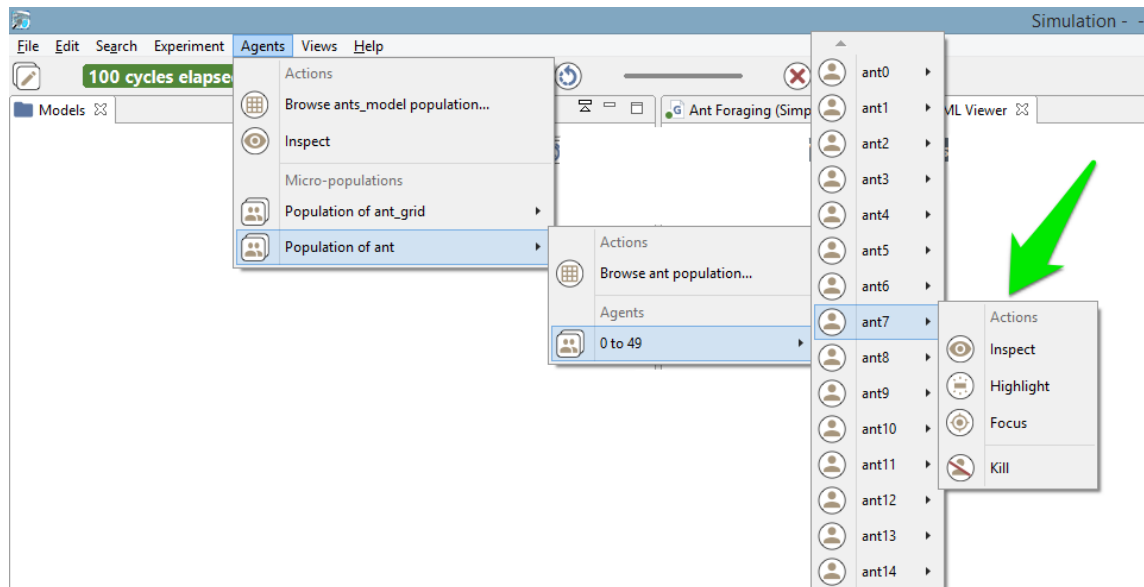 Simulation - -
File Edit Search Experiment Agents Views Help
100 cycles elapse
Models
Ant Foraging (Simp
ML Viewer
Actions
Browse ants_model population...
Inspect
Micro-populations
Population of ant_grid
Population of ant
Actions
Browse ant population...
Agents
0 to 49
ant0
ant1
ant2
ant3
ant4
ant5
ant6
ant7
ant8
ant9
ant10
ant11
ant12
ant13
ant14
Actions
Inspect
Highlight
Focus
Kill